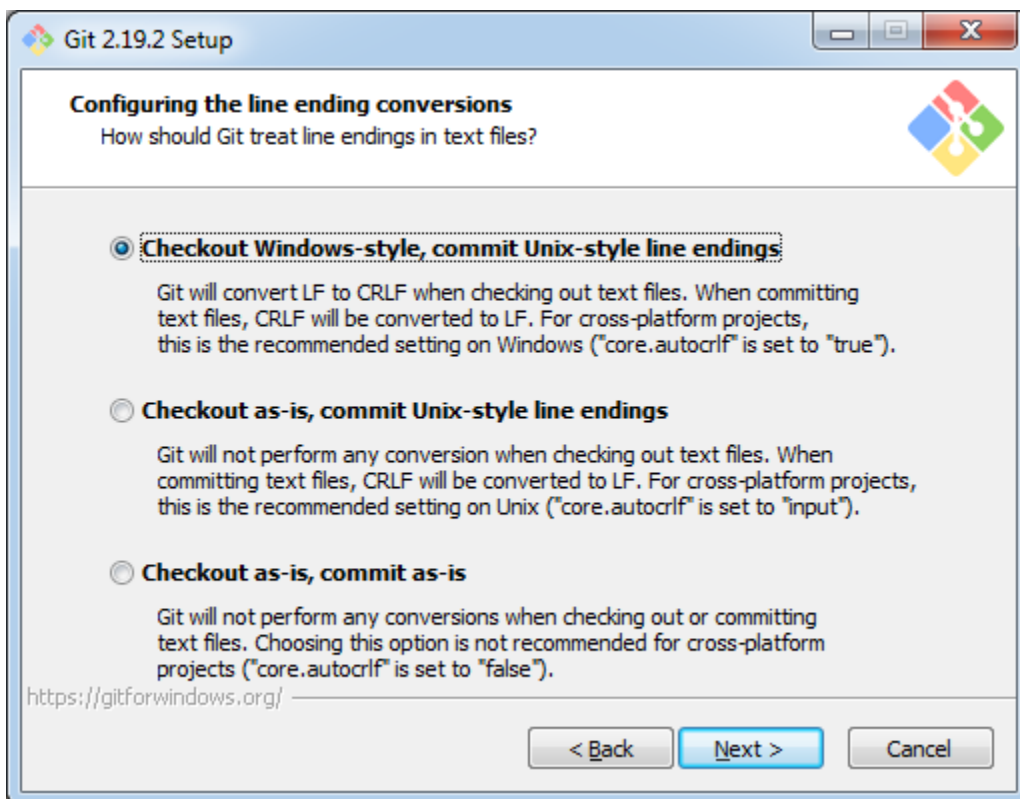 Git 2.19.2 Setup
Configuring the line ending conversions
How should Git treat line endings in text files?
Checkout Windows-style, commit Unix-style line endings
Git will convert LF to CRLF when checking out text files. When committing
text files, CRLF will be converted to LF. For cross-platform projects,
this is the recommended setting on Windows ("core.autocrlf" is set to "true").
Checkout as-is, commit Unix-style line endings
Git will not perform any conversion when checking out text files. When
committing text files, CRLF will be converted to LF. For cross-platform projects,
this is the recommended setting on Unix ("core.autocrlf" is set to "input").
Checkout as-is, commit as-is
Git will not perform any conversions when checking out or committing
text files. Choosing this option is not recommended for cross-platform
projects ("core.autocrlf" is set to "false").
https://gitforwindows.org/
< Back
Next >
Cancel